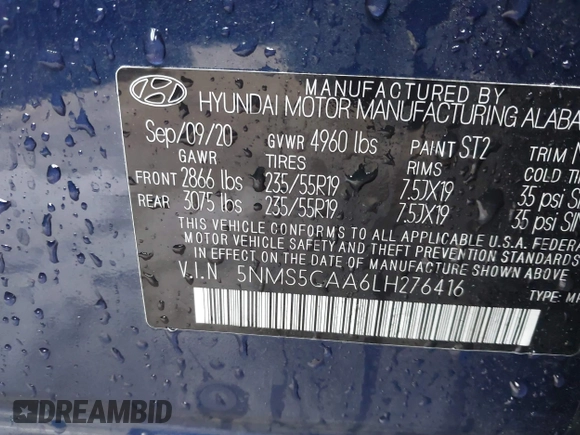 MANUFACTURED BY
HYUNDAI MOTOR MANUFACTURING ALABA
Sep/09/20 GVWR 4960 lbs PAINT ST2 TRIM
GAWR TIRES RIMS COLD
FRONT 2866 lbs 235/55R19 7.5JX19 35 psi
REAR 3075 lbs 235/55R19 7.5JX19 35 psi
THIS VEHICLE CONFORMS TO ALL APPLICABLE U.S.A. FEDER
MOTOR VEHICLE SAFETY AND THEFT PREVENTION STANDARDS
IN EFFECT ON THE DATE OF MANUFACTURE SHOWN ABOVE.
V.I.N 5NMS5CAA6LH276416
TYPE:
DREAMBID